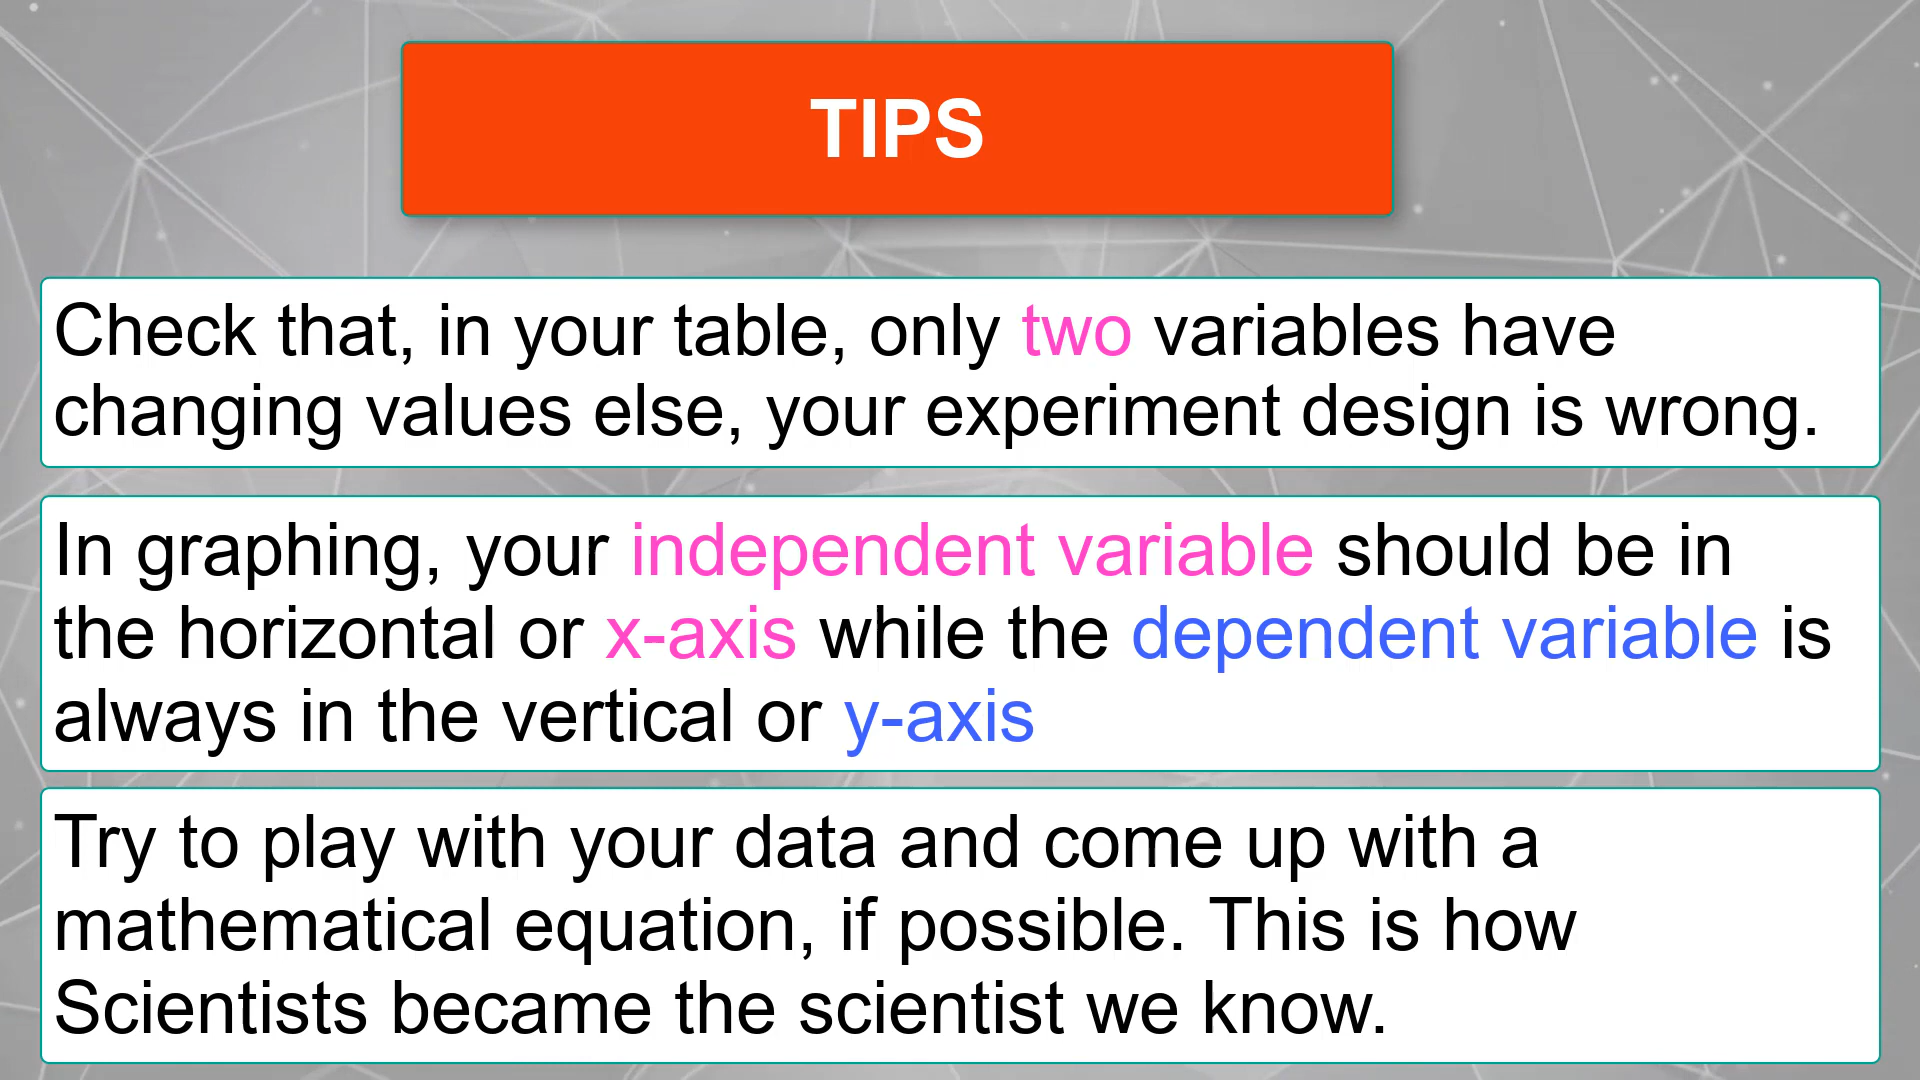 TIPS
Check that, in your table, only two variables have
changing values else, your experiment design is wrong.
In graphing, your independent variable should be in
the horizontal or x-axis while the dependent variable is
always in the vertical or y-axis
Try to play with your data and come up with a
mathematical equation, if possible. This is how
Scientists became the scientist we know.